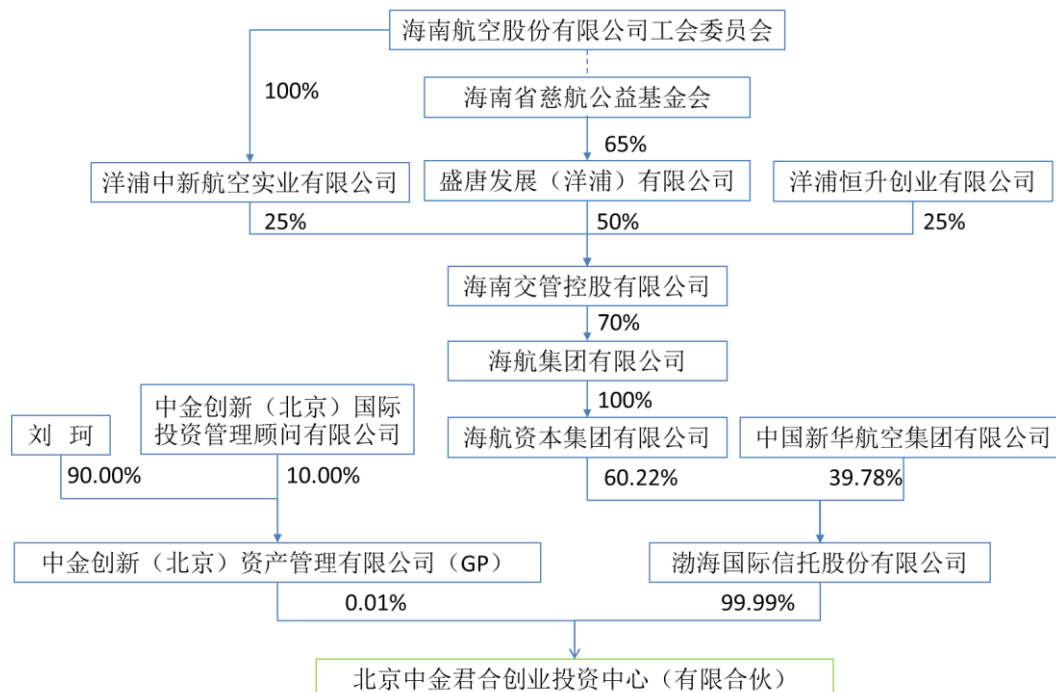 海南航空股份有限公司工会委员会
100%
海南省慈航公益基金会
65%
洋浦中新航空实业有限公司
盛唐发展（洋浦）有限公司
洋浦恒升创业有限公司
25%
50%
25%
海南交管控股有限公司
70%
海航集团有限公司
100%
刘 珂
中金创新（北京）国际
投资管理顾问有限公司
海航资本集团有限公司
中国新华航空集团有限公司
90.00%
10.00%
60.22%
39.78%
中金创新（北京）资产管理有限公司（GP）
渤海国际信托股份有限公司
0.01%
99.99%
北京中金君合创业投资中心（有限合伙）